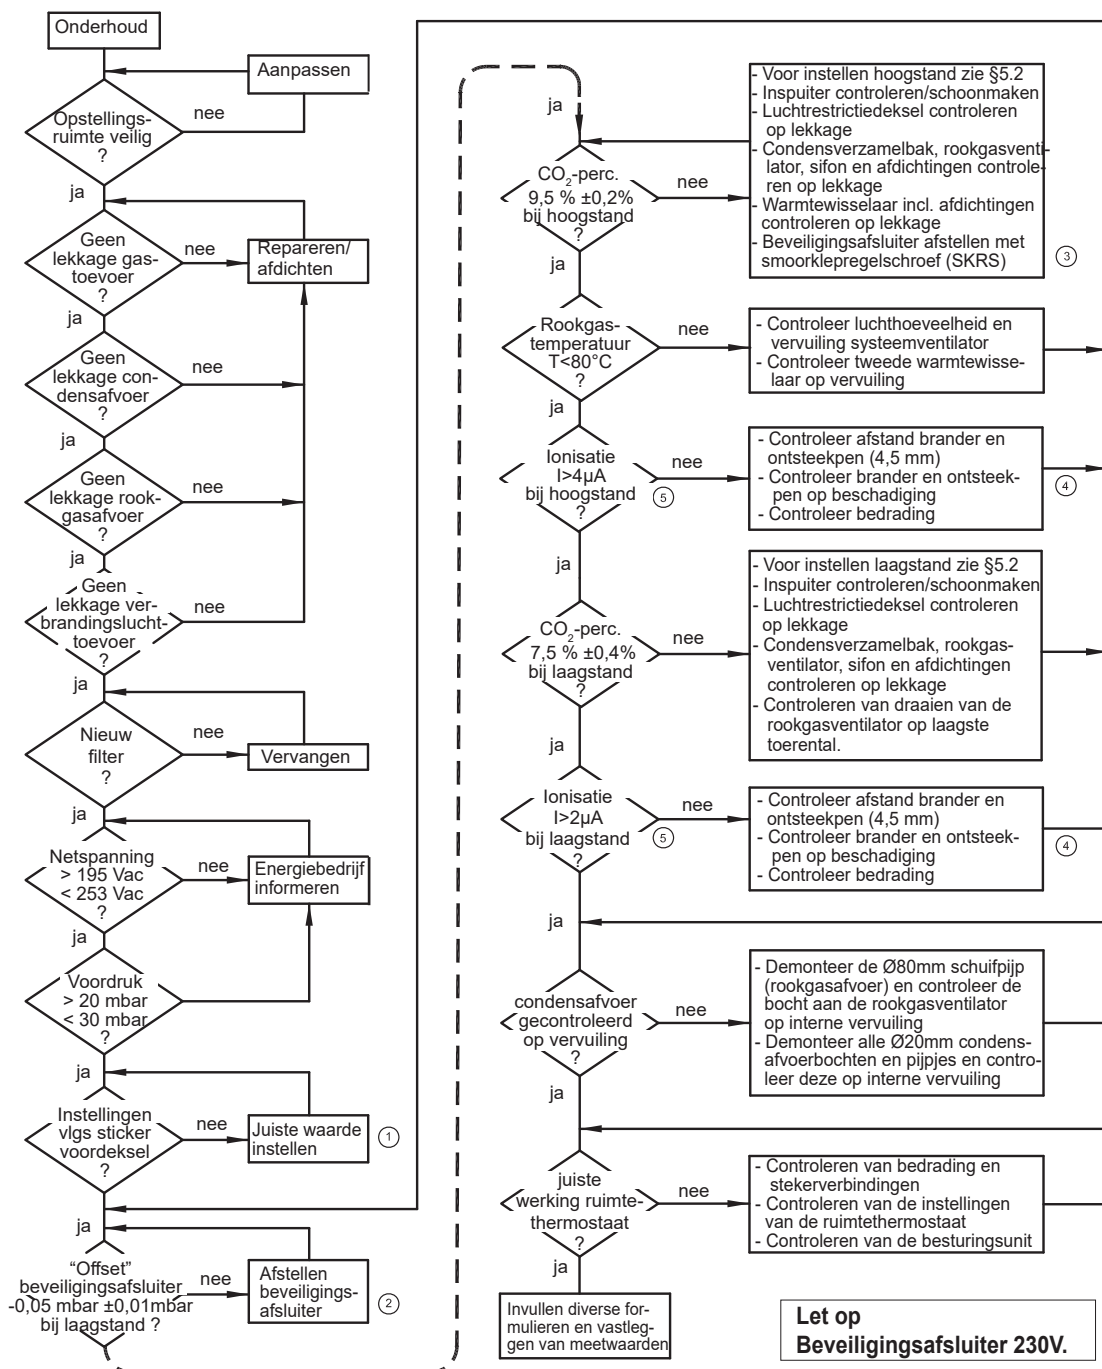 Onderhoud
Aanpassen
nee
Opstellings-
ruimte veilig
?
ja
Geen
lekkage gas-
toevoer
?
nee
Repareren/
afdichten
ja
Geen
lekkage con-
densafvoer
?
nee
ja
Geen
lekkage rook-
gasafvoer
?
nee
ja
Geen
lekkage ver-
brandingslucht-
toevoer
?
nee
ja
Nieuw
filter
?
nee
Vervangen
ja
Netspanning
> 195 Vac
< 253 Vac
?
nee
Energiebedrijf
informeren
ja
Voordruk
> 20 mbar
< 30 mbar
?
ja
Instellingen
vlgs sticker
voordeksel
?
nee
Juiste waarde
instellen
1
ja
“Offset”
beveiligingsafsluiter
-0,05 mbar ±0,01mbar
bij laagstand ?
nee
Afstellen
beveiligings-
afsluiter
2
ja
CO2-perc.
9,5 % ±0,2%
bij hoogstand
?
nee
- Voor instellen hoogstand zie §5.2
- Inspuiter controleren/schoonmaken
- Luchtrestrictiedeksel controleren
op lekkage
- Condensverzamelbak, rookgasventi-
lator, sifon en afdichtingen controle-
ren op lekkage
- Warmtewisselaar incl. afdichtingen
controleren op lekkage
- Beveiligingsafsluiter afstellen met
smoorklepregelschroef (SKRS)
3
ja
Rookgas-
temperatuur
T<80°C
?
nee
- Controleer luchthoeveelheid en
vervuiling systeemventilator
- Controleer tweede warmtewisse-
laar op vervuiling
ja
Ionisatie
I>4µA
bij hoogstand
?
5
nee
- Controleer afstand brander en
ontsteekpen (4,5 mm)
- Controleer brander en ontsteek-
pen op beschadiging
- Controleer bedrading
4
ja
CO2-perc.
7,5 % ±0,4%
bij laagstand
?
nee
- Voor instellen laagstand zie §5.2
- Inspuiter controleren/schoonmaken
- Luchtrestrictiedeksel controleren
op lekkage
- Condensverzamelbak, rookgas-
ventilator, sifon en afdichtingen
controleren op lekkage
- Controleren van draaien van de
rookgasventilator op laagste
toerental.
ja
Ionisatie
I>2µA
bij laagstand
?
5
nee
- Controleer afstand brander en
ontsteekpen (4,5 mm)
- Controleer brander en ontsteek-
pen op beschadiging
- Controleer bedrading
4
ja
condensafvoer
gecontroleerd
op vervuiling
?
nee
- Demonteer de Ø80mm schuifpijp
(rookgasafvoer) en controleer de
bocht aan de rookgasventilator
op interne vervuiling
- Demonteer alle Ø20mm condens-
afvoerbochten en pijpjes en contro-
leer deze op interne vervuiling
ja
juiste
werking ruimte-
thermostaat
?
nee
- Controleren van bedrading en
stekerverbindingen
- Controleren van de instellingen
van de ruimtethermostaat
- Controleren van de besturingsunit
ja
Invullen diverse for-
mulieren en vastleg-
gen van meetwaarden
Let op
Beveiligingsafsluiter 230V.